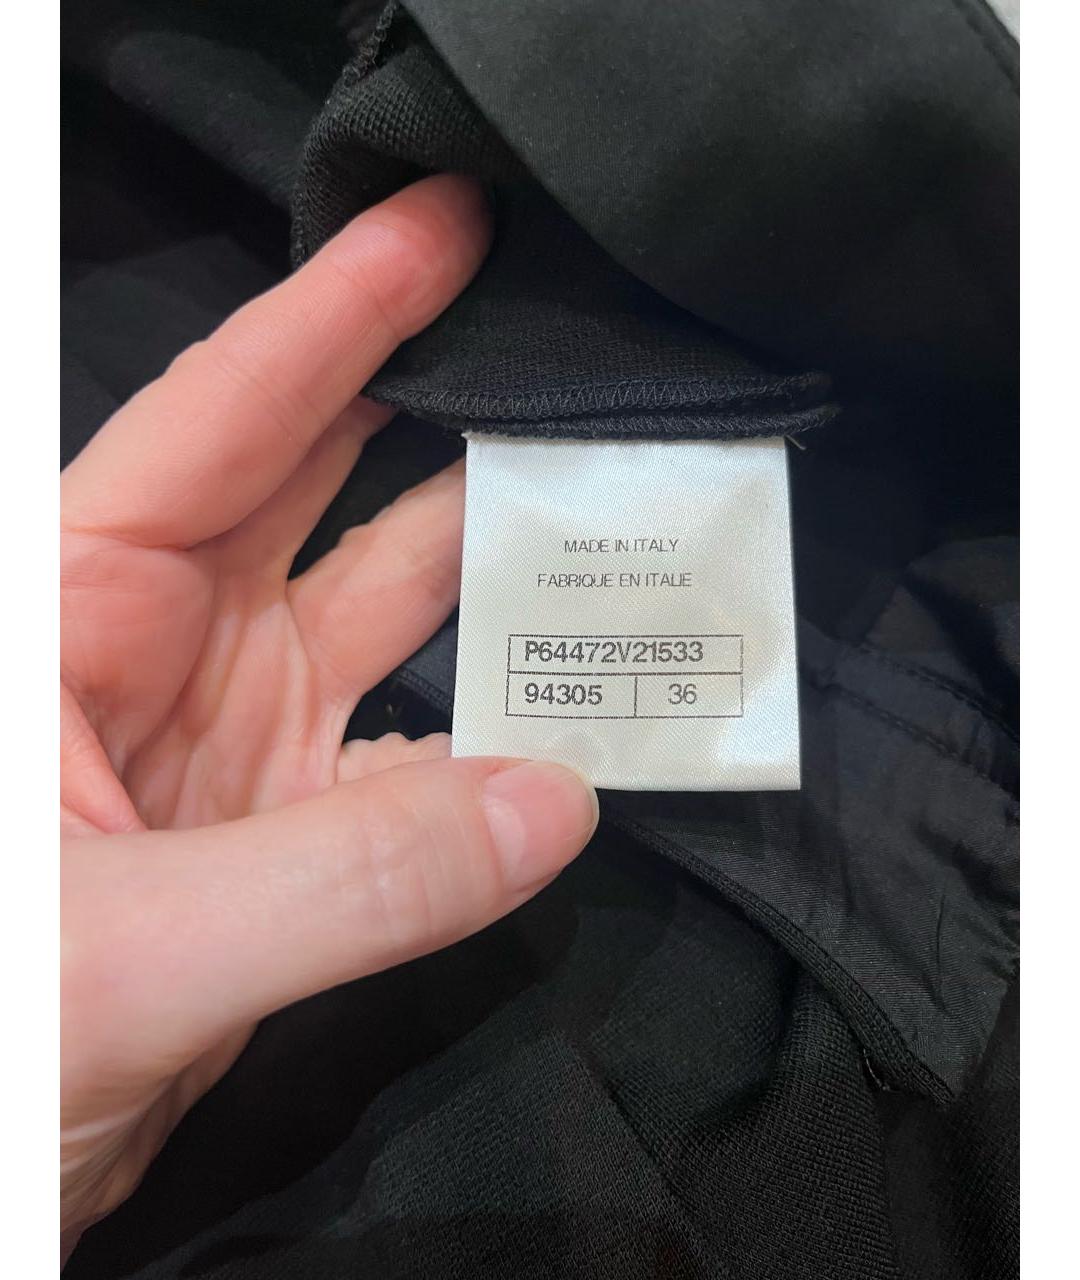 MADE IN ITALY
FABRIQUE EN ITALIE
P64472V21533
94305 36